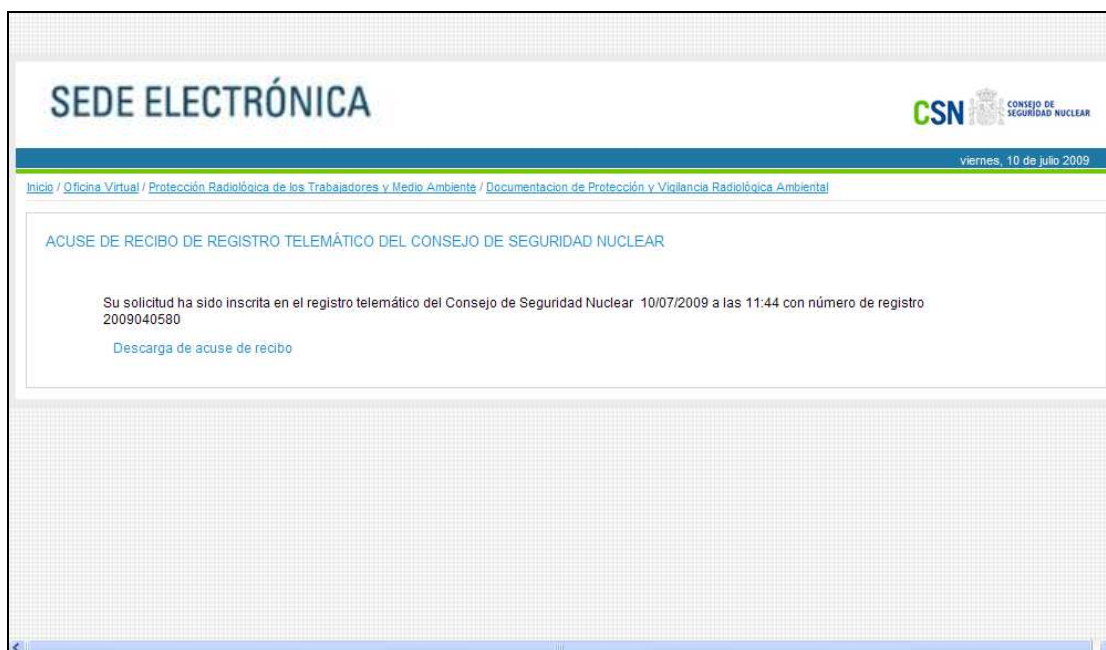 SEDE ELECTRÓNICA
CSN CONSEJO DE
SEGURIDAD NUCLEAR
viernes, 10 de julio 2009
Inicio / Oficina Virtual / Protección Radiológica de los Trabajadores y Medio Ambiente / Documentacion de Protección y Vigilancia Radiológica Ambiental
ACUSE DE RECIBO DE REGISTRO TELEMÁTICO DEL CONSEJO DE SEGURIDAD NUCLEAR
Su solicitud ha sido inscrita en el registro telemático del Consejo de Seguridad Nuclear 10/07/2009 a las 11:44 con número de registro
2009040580
Descarga de acuse de recibo